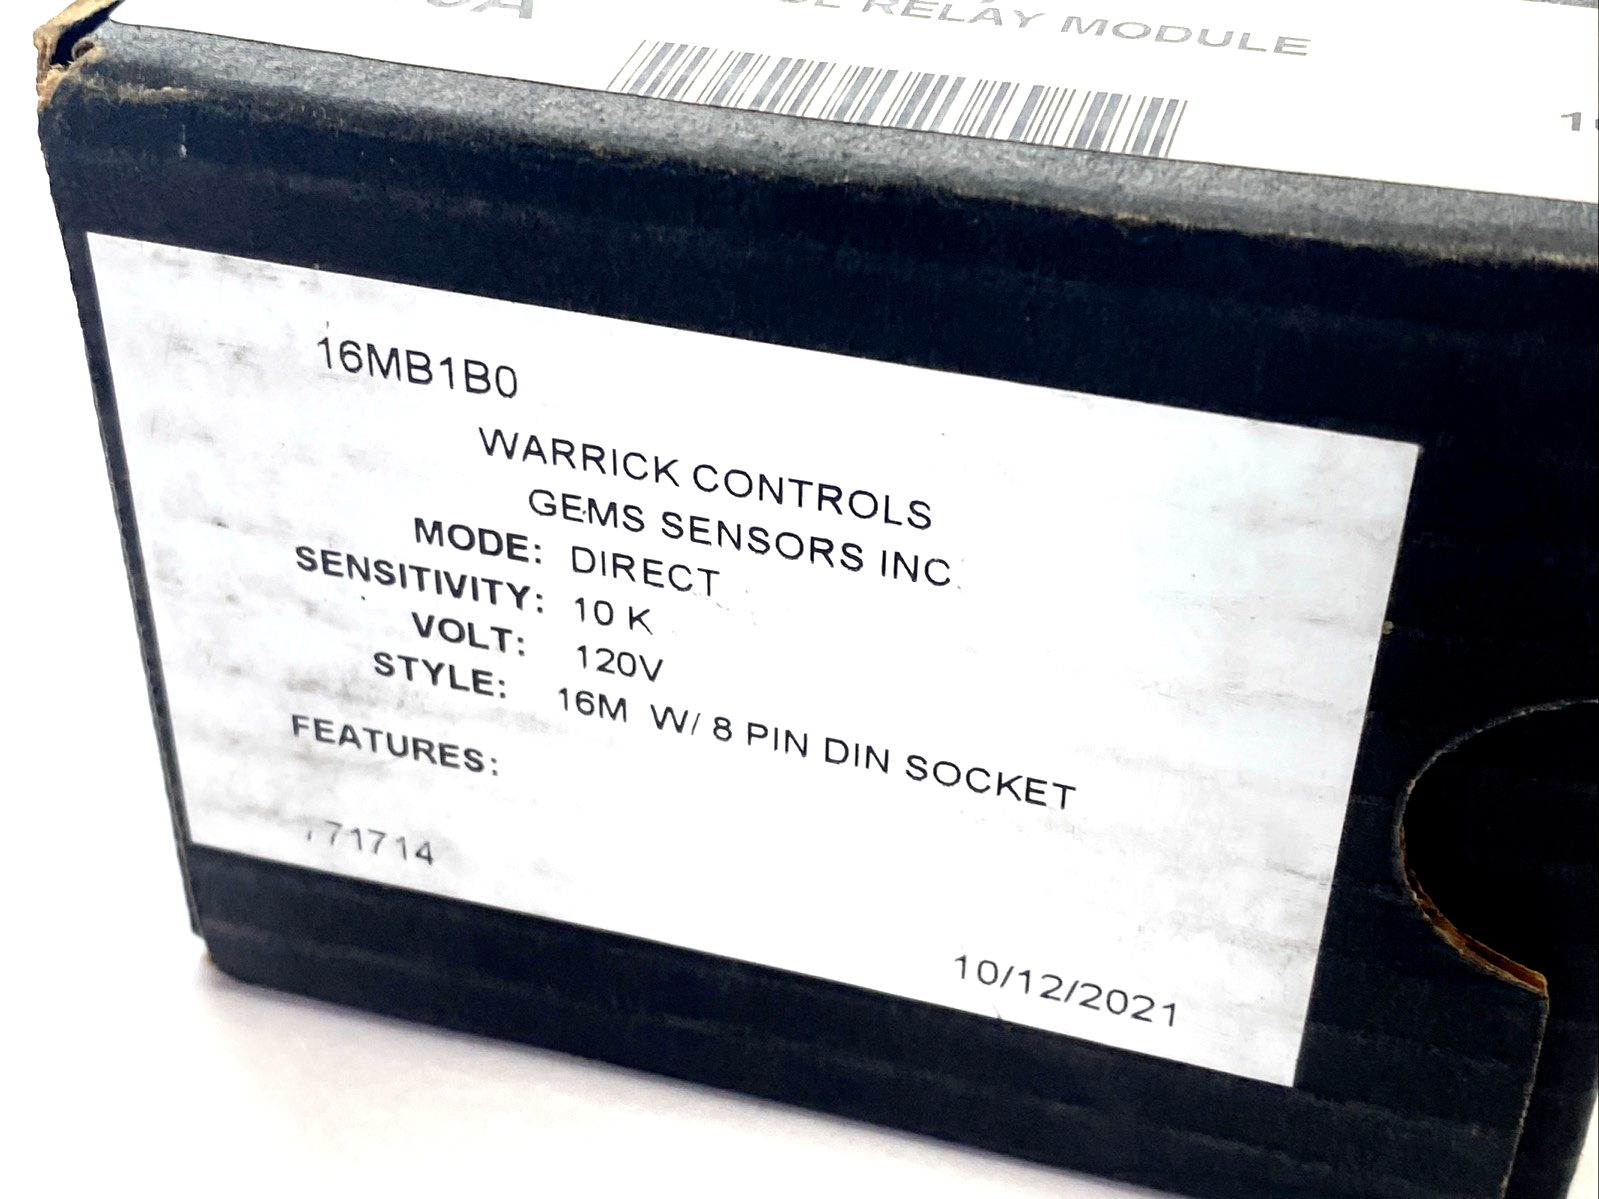 RELAY MODULE
16MB1B0
WARRICK CONTROLS
GEMS SENSORS INC.
MODE: DIRECT
SENSITIVITY: 10 K
VOLT: 120V
STYLE: 16M W/ 8 PIN DIN SOCKET
FEATURES:
71714
10/12/2021